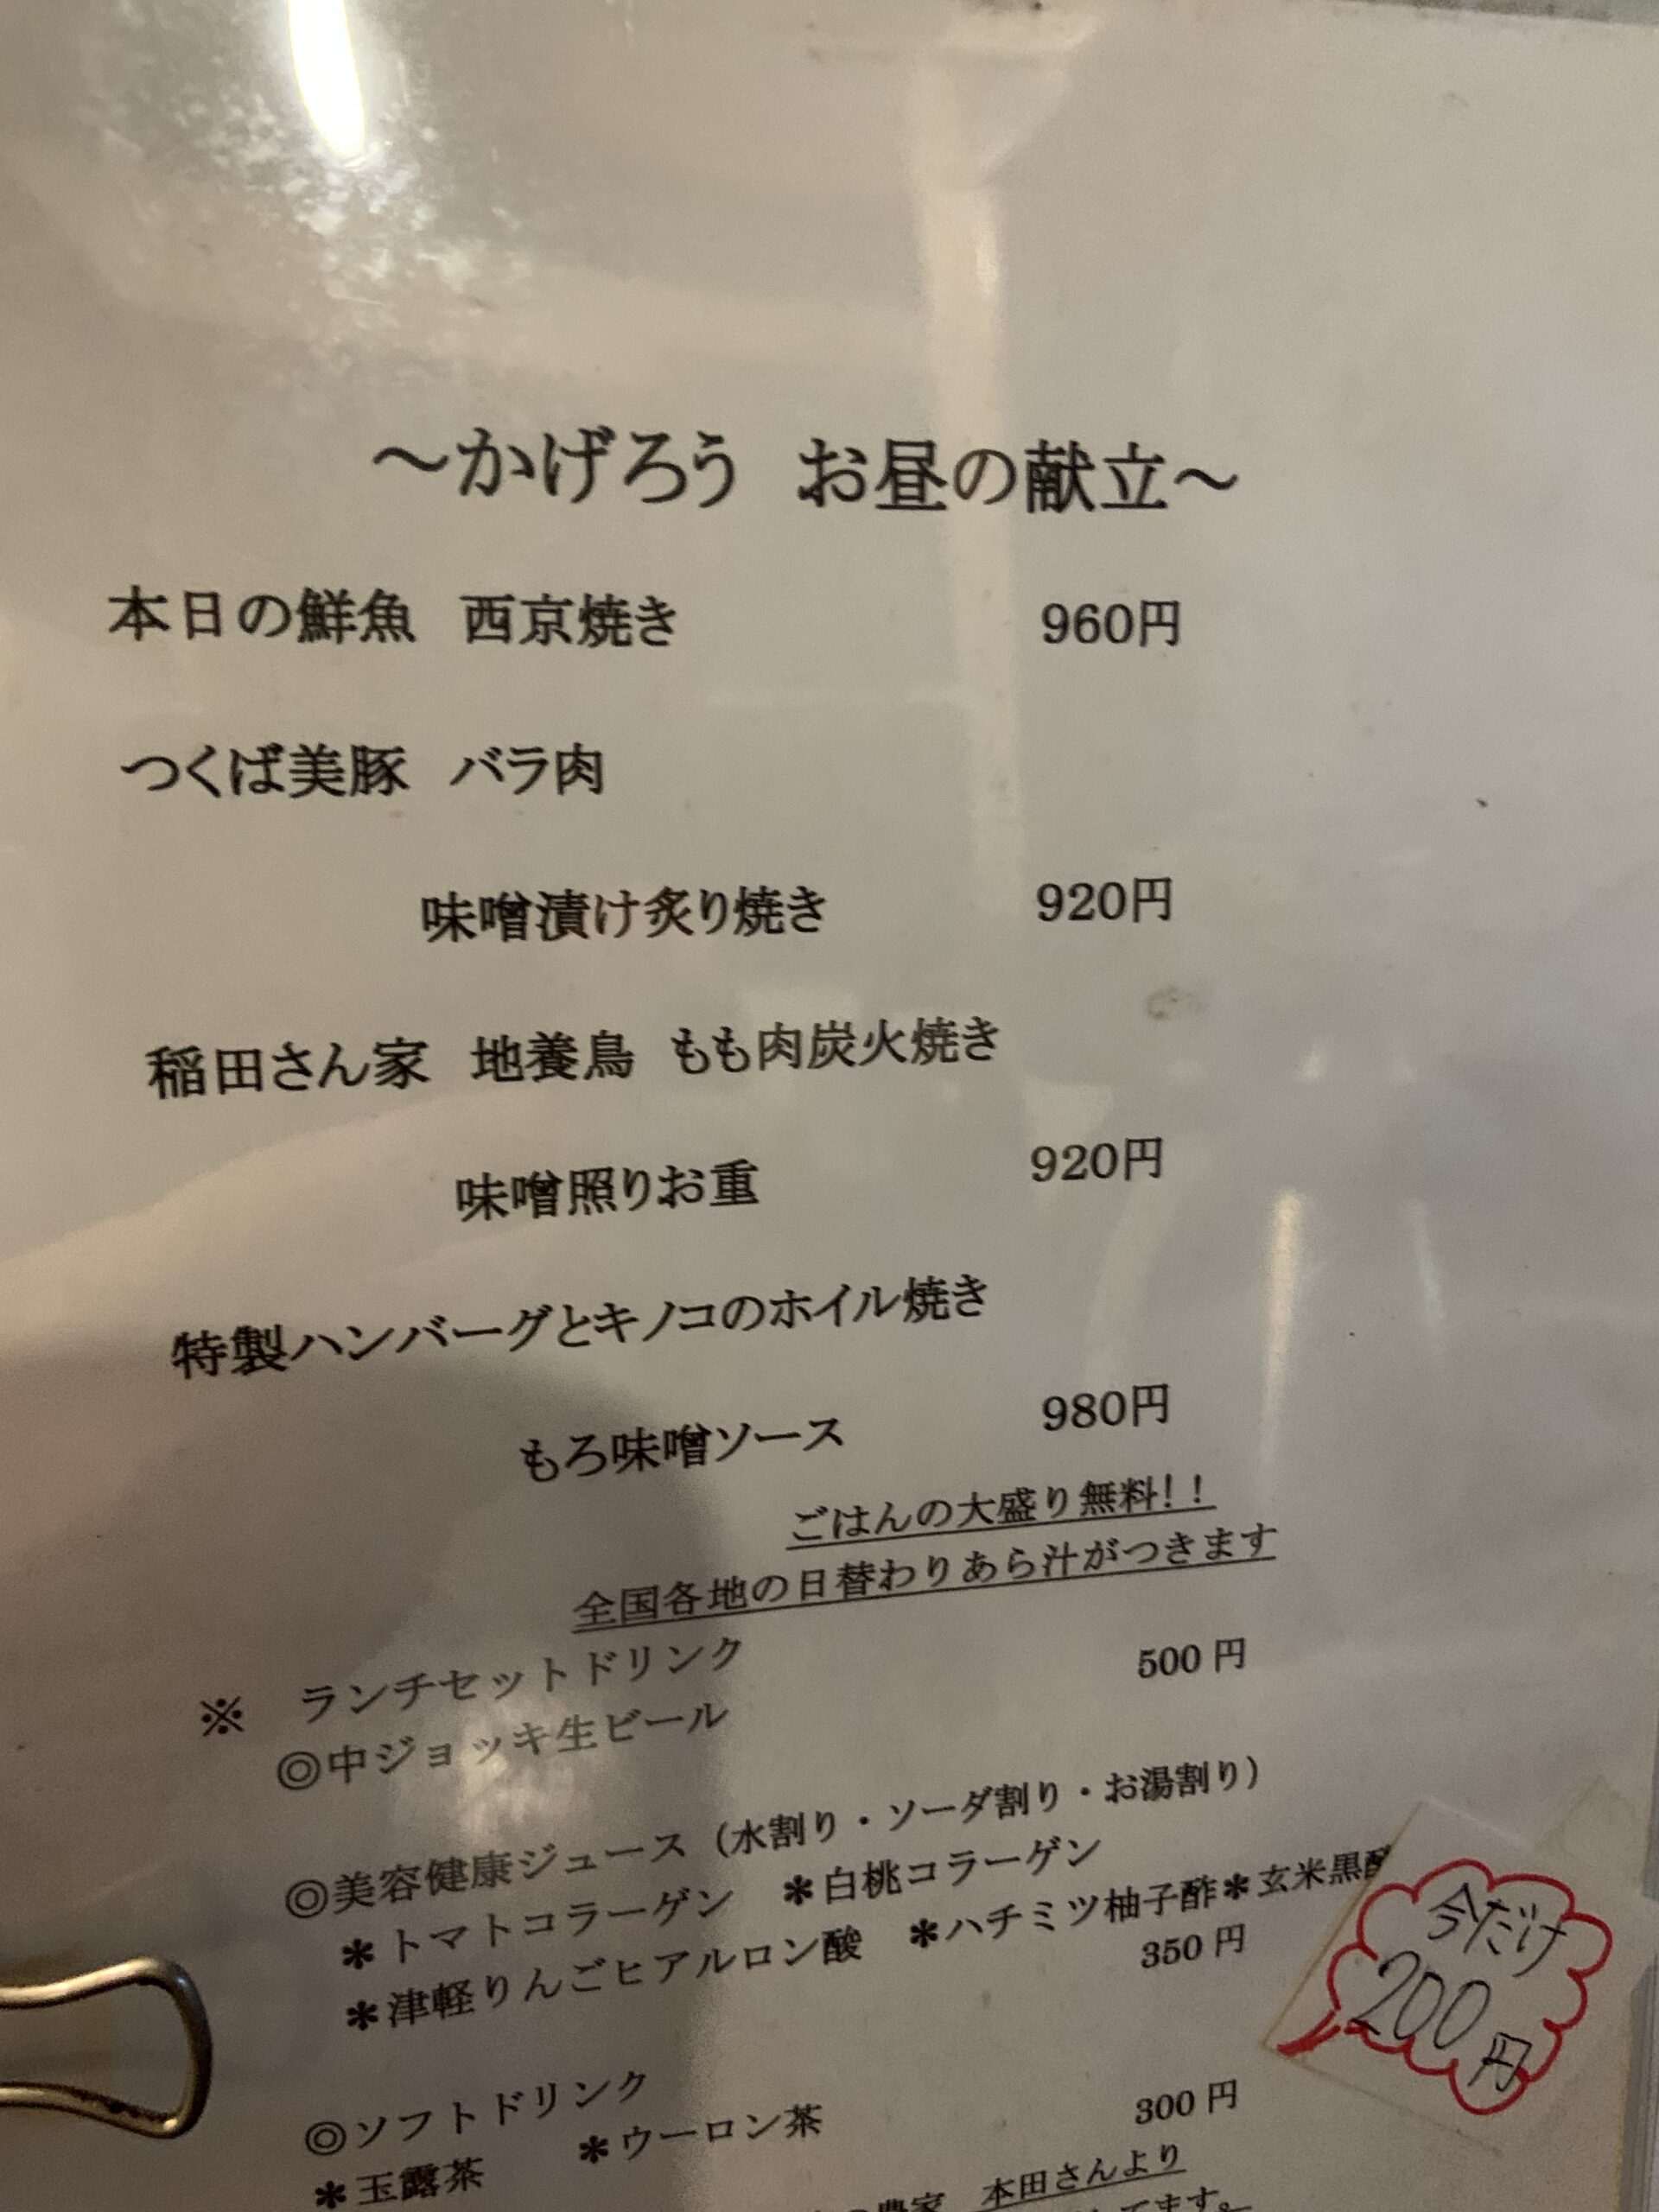 ～かげろう　お昼の献立～
本日の鮮魚　西京焼き　960円
つくば美豚　バラ肉
味噌漬け炙り焼き　920円
稲田さん家　地養鳥　もも肉炭火焼き
味噌照りお重　920円
特製ハンバーグとキノコのホイル焼き
もろ味噌ソース　980円
ごはんの大盛り無料！！
全国各地の日替わりあら汁がつきます
※　ランチセットドリンク
◎中ジョッキ生ビール　500円
◎美容健康ジュース（水割り・ソーダ割り・お湯割り）
＊トマトコラーゲン　＊白桃コラーゲン
＊津軽りんごヒアルロン酸　＊ハチミツ柚子酢＊玄米黒酢
350円
今だけ
200円
◎ソフトドリンク
＊玉露茶　＊ウーロン茶　300円
農家　本田さんより
てます。